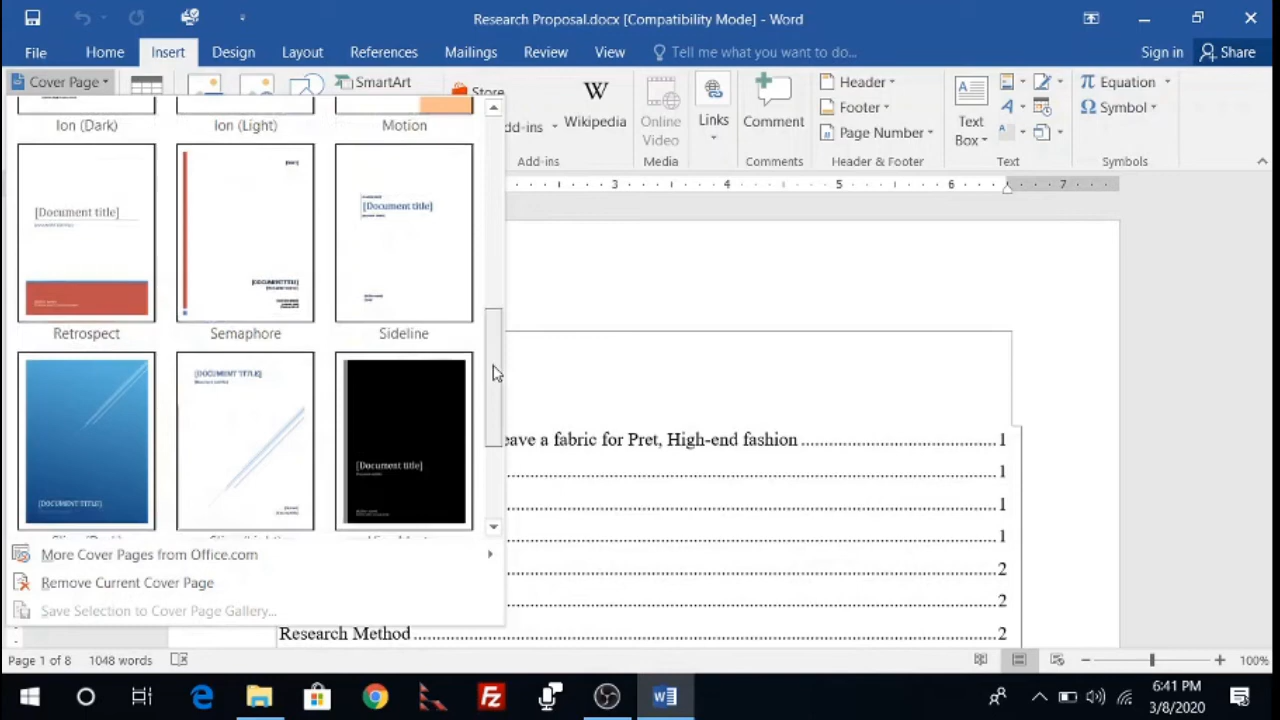 Research Proposal.docx [Compatibility Mode] - Word
File Home Insert Design Layout References Mailings Review View Tell me what you want to do... Sign in Share
Cover Page SmartArt Store Wikipedia Online Video Links Comment Header Footer Page Number Text Box Equation Symbol
dd-ins
Add-ins Media Comments Header & Footer Text Symbols
Ion (Dark) Ion (Light) Motion
3 4 5 6 7
[Document title]
[DOCUMENT TITLE]
[Document title]
Retrospect Semaphore Sideline
[DOCUMENT TITLE]
[DOCUMENT TITLE]
[Document title]
eave a fabric for Pret, High-end fashion 1
1
1
1
2
2
Research Method 2
More Cover Pages from Office.com
Remove Current Cover Page
Save Selection to Cover Page Gallery...
Page 1 of 8 1048 words 100%
6:41 PM
3/8/2020